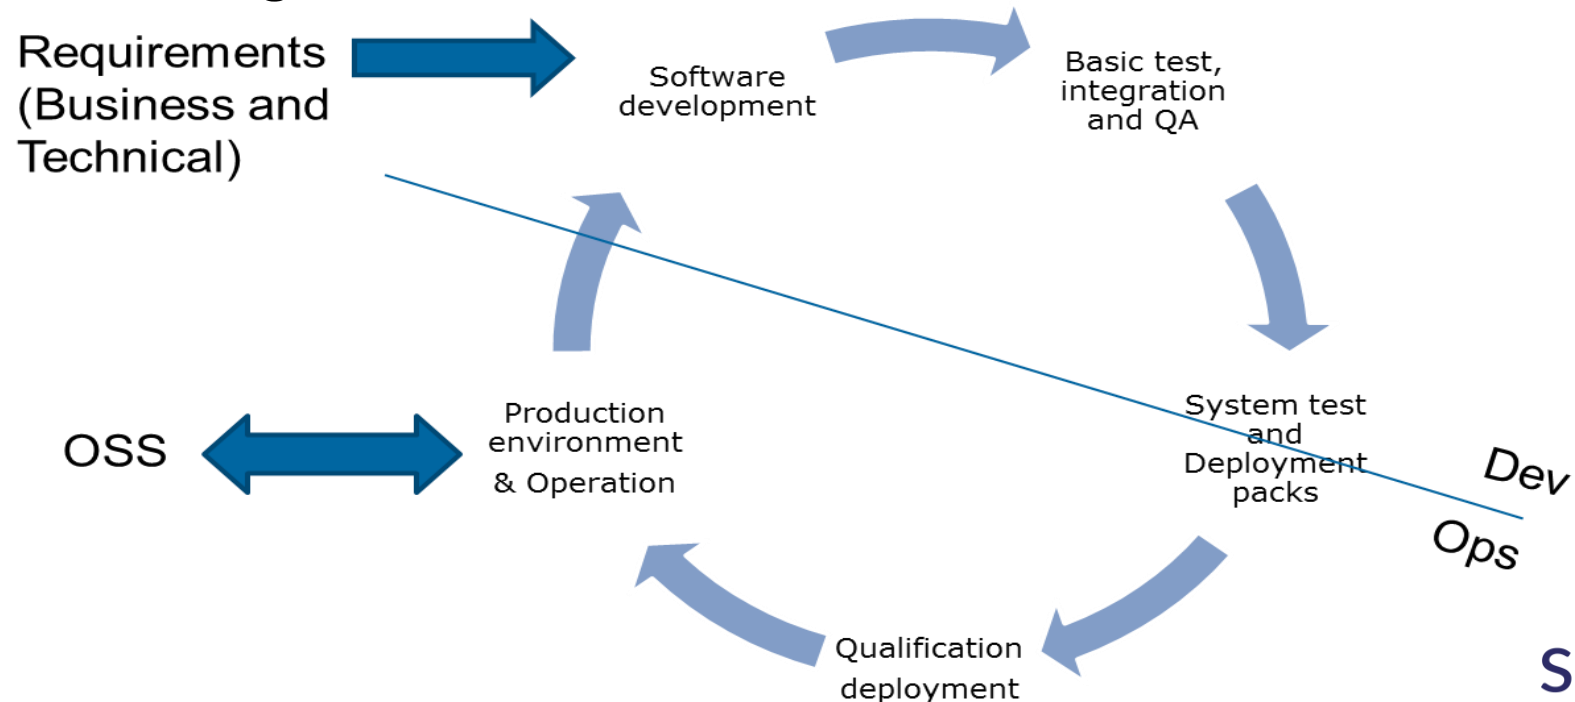 Requirements
(Business and
Technical)
Software
development
Basic test,
integration
and QA
System test
and
Deployment
packs
Dev
Ops
Qualification
deployment
Production
environment
& Operation
OSS
S